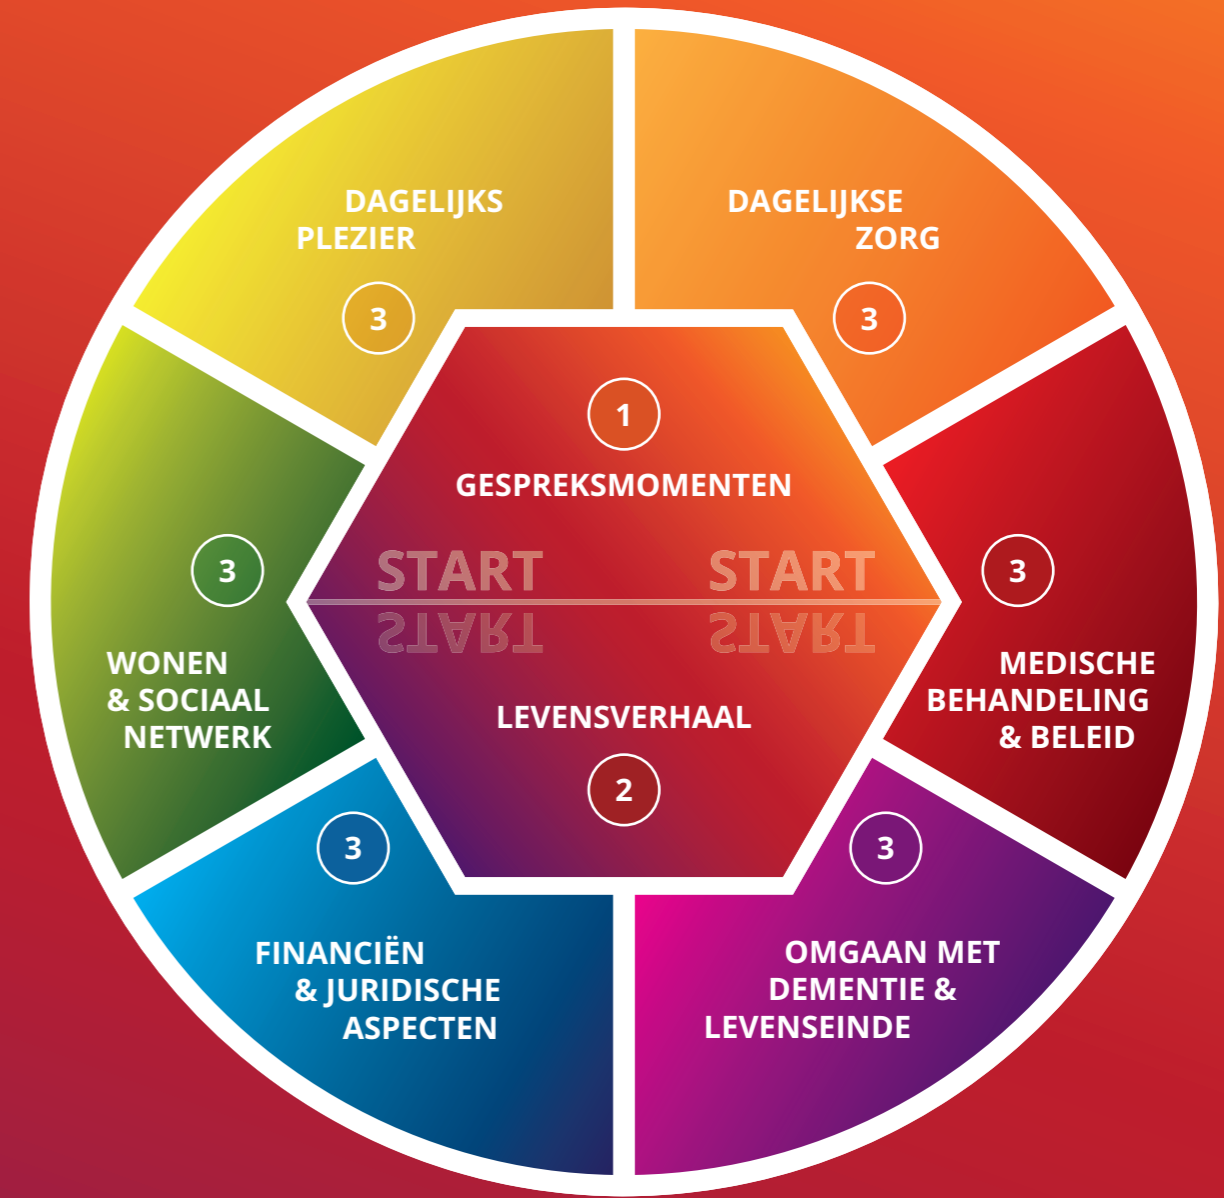 DAGELIJKS
PLEZIER
3
DAGELIJKSE
ZORG
3
1
GESPREKSMOMENTEN
START START
START START
LEVENSVERHAAL
2
3
WONEN
& SOCIAAL
NETWERK
3
MEDISCHE
BEHANDELING
& BELEID
3
FINANCIËN
& JURIDISCHE
ASPECTEN
3
OMGAAN MET
DEMENTIE &
LEVENSEINDE